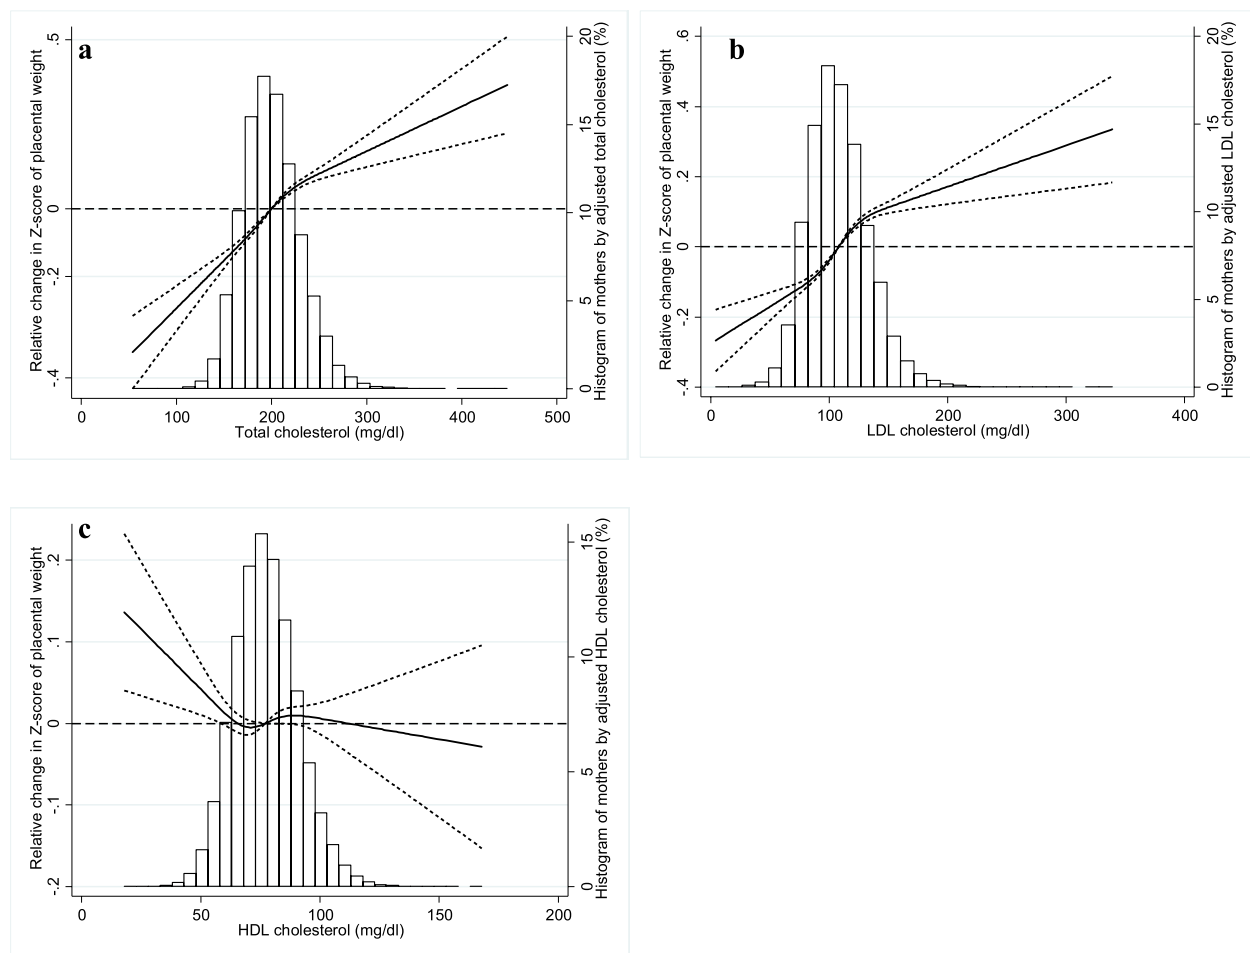 a
Relative change in Z-score of placental weight
.5
0
-.2
-.4
20
15
10
5
0
Histogram of mothers by adjusted total cholesterol (%)
0 100 200 300 400 500
Total cholesterol (mg/dl)
b
Relative change in Z-score of placental weight
.6
.4
.2
0
-.2
-.4
20
15
10
5
0
Histogram of mothers by adjusted LDL cholesterol (%)
0 100 200 300 400
LDL cholesterol (mg/dl)
c
Relative change in Z-score of placental weight
.2
.1
0
-.1
-.2
15
10
5
0
Histogram of mothers by adjusted HDL cholesterol (%)
0 50 100 150 200
HDL cholesterol (mg/dl)